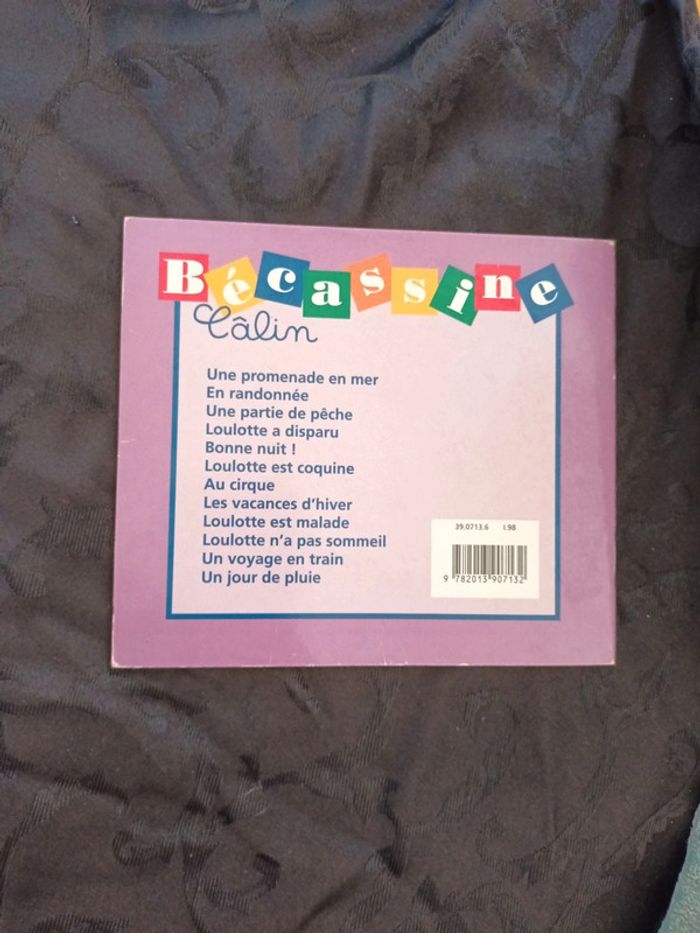 Bécassine
Câlin
Une promenade en mer
En randonnée
Une partie de pêche
Loulotte a disparu
Bonne nuit !
Loulotte est coquine
Au cirque
Les vacances d'hiver
Loulotte est malade
Loulotte n'a pas sommeil
Un voyage en train
Un jour de pluie
39.0713.6 I.98
9 782013 907132